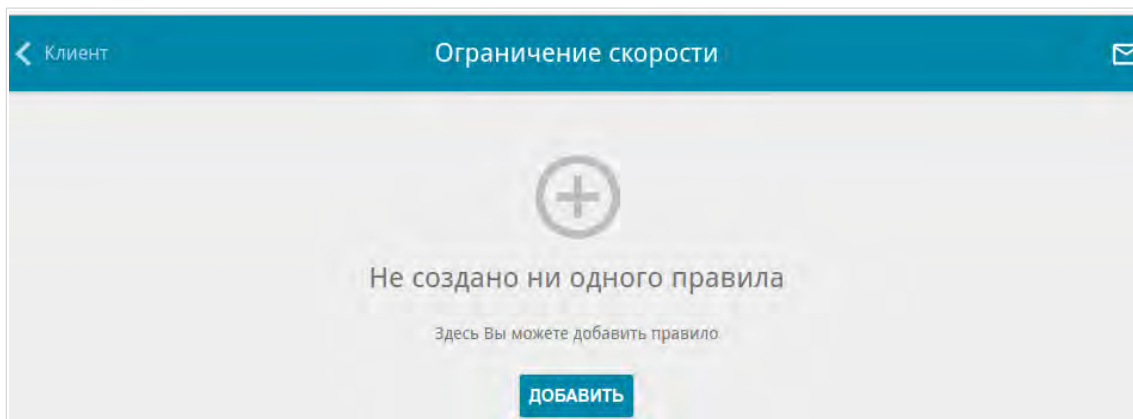 Клиент
Ограничение скорости
Не создано ни одного правила
Здесь Вы можете добавить правило
ДОБАВИТЬ